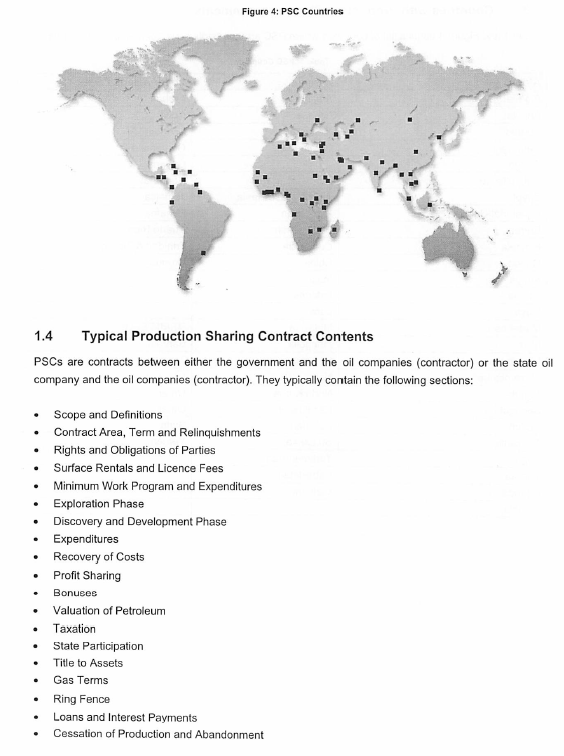 Figure 4: PSC Countries
1.4 Typical Production Sharing Contract Contents
PSCs are contracts between either the government and the oil companies (contractor) or the state oil
company and the oil companies (contractor). They typically contain the following sections:
• Scope and Definitions
• Contract Area, Term and Relinquishments
• Rights and Obligations of Parties
• Surface Rentals and Licence Fees
• Minimum Work Program and Expenditures
• Exploration Phase
• Discovery and Development Phase
• Expenditures
• Recovery of Costs
• Profit Sharing
• Bonuses
• Valuation of Petroleum
• Taxation
• State Participation
• Title to Assets
• Gas Terms
• Ring Fence
• Loans and Interest Payments
• Cessation of Production and Abandonment